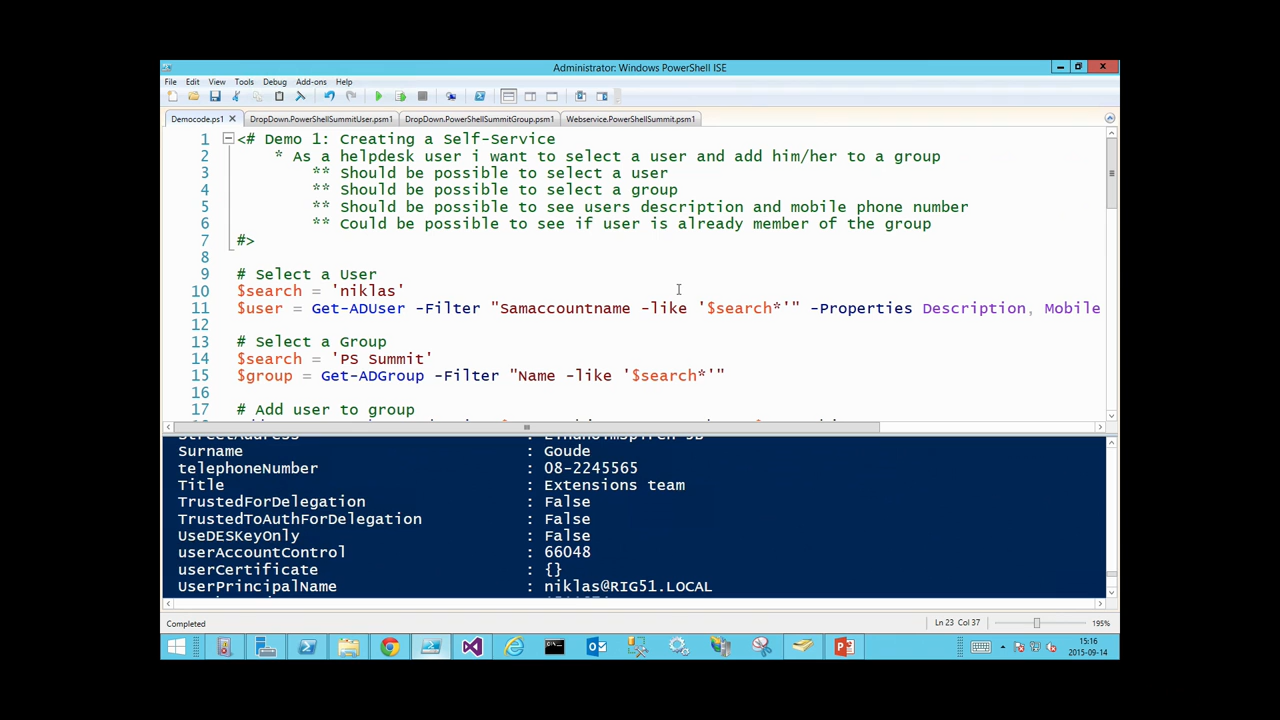 Administrator: Windows PowerShell ISE
File Edit View Tools Debug Add-ons Help
Democode.ps1 DropDown.PowerShellSummitUser.psm1 DropDown.PowerShellSummitGroup.psm1 Webservice.PowerShellSummit.psm1
1 <# Demo 1: Creating a Self-Service
2 * As a helpdesk user i want to select a user and add him/her to a group
3 ** Should be possible to select a user
4 ** Should be possible to select a group
5 ** Should be possible to see users description and mobile phone number
6 ** Could be possible to see if user is already member of the group
7 #>
8
9 # Select a User
10 $search = 'niklas'
11 $user = Get-ADUser -Filter "Samaccountname -like '$search*'" -Properties Description, Mobile
12
13 # Select a Group
14 $search = 'PS Summit'
15 $group = Get-ADGroup -Filter "Name -like '$search*'"
16
17 # Add user to group
StreetAddress :
Surname : Goude
telephoneNumber : 08-2245565
Title : Extensions team
TrustedForDelegation : False
TrustedToAuthForDelegation : False
UseDESKeyOnly : False
userAccountControl : 66048
userCertificate : {}
UserPrincipalName : niklas@RIG51.LOCAL
Completed Ln 23 Col 37 195%
15:16
2015-09-14